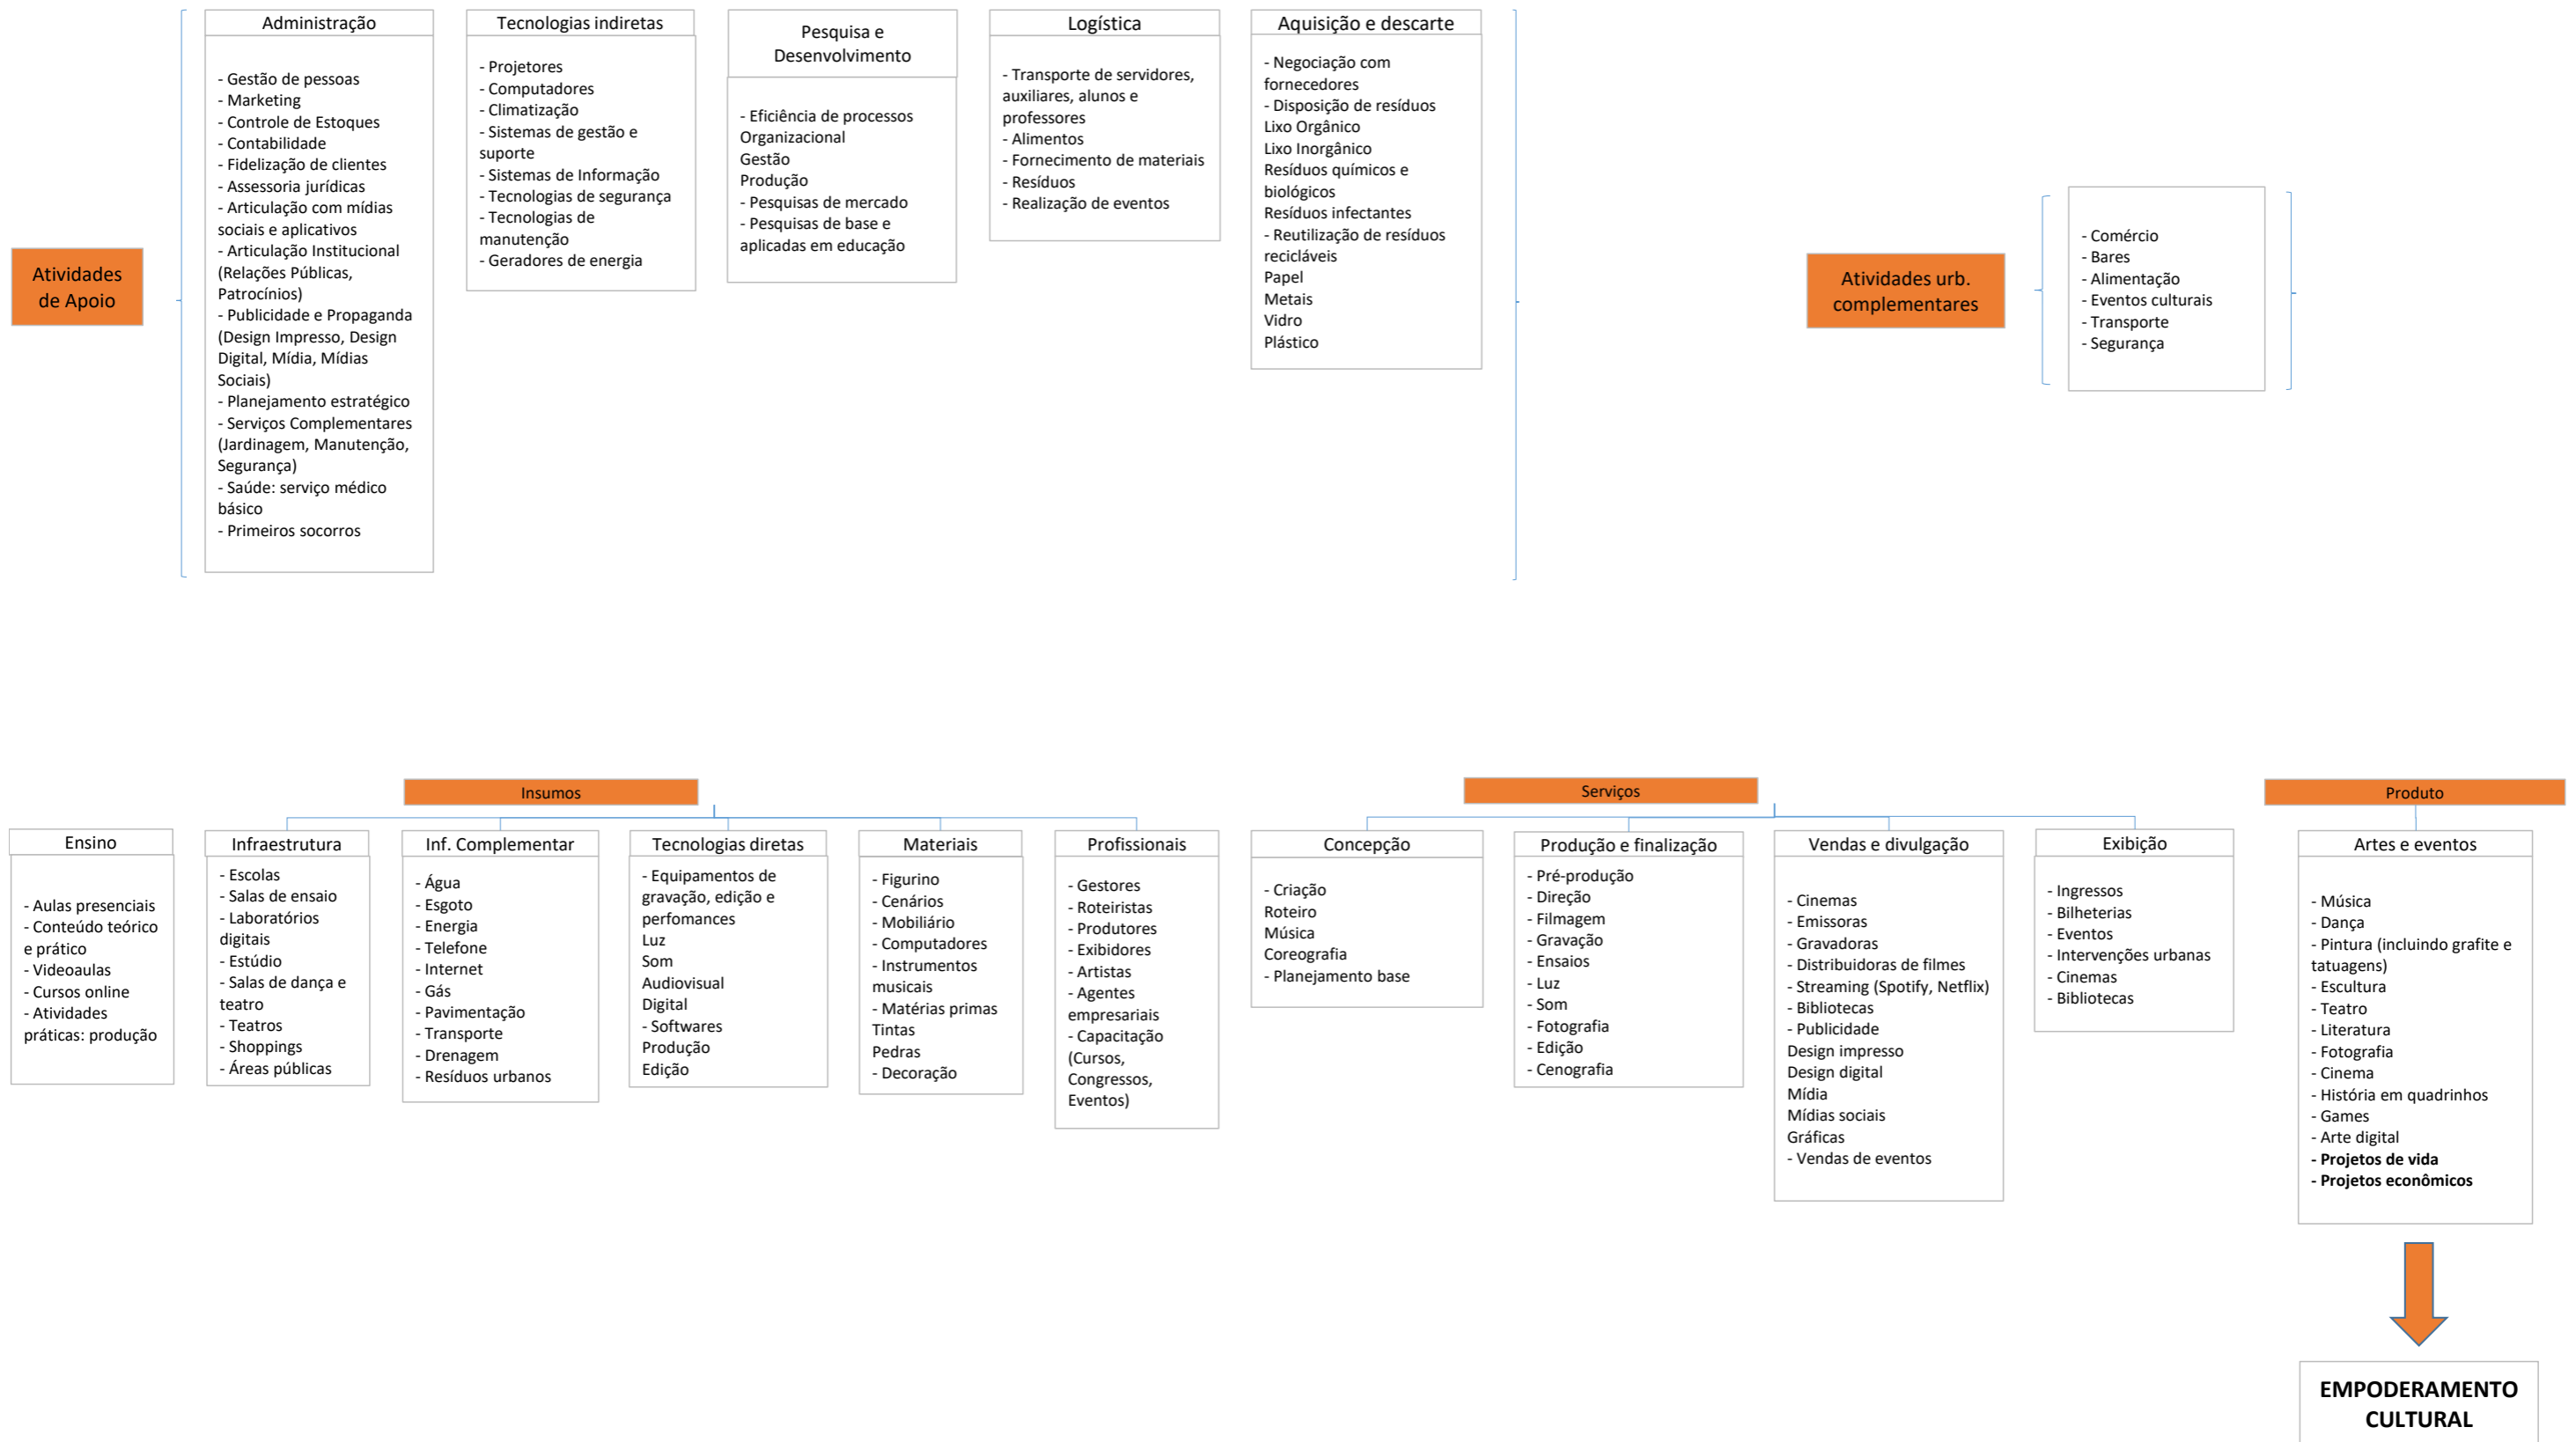 Atividades
de Apoio
Administração
- Gestão de pessoas
- Marketing
- Controle de Estoques
- Contabilidade
- Fidelização de clientes
- Assessoria jurídicas
- Articulação com mídias
sociais e aplicativos
- Articulação Institucional
(Relações Públicas,
Patrocínios)
- Publicidade e Propaganda
(Design Impresso, Design
Digital, Mídia, Mídias
Sociais)
- Planejamento estratégico
- Serviços Complementares
(Jardinagem, Manutenção,
Segurança)
- Saúde: serviço médico
básico
- Primeiros socorros
Tecnologias indiretas
- Projetores
- Computadores
- Climatização
- Sistemas de gestão e
suporte
- Sistemas de Informação
- Tecnologias de segurança
- Tecnologias de
manutenção
- Geradores de energia
Pesquisa e
Desenvolvimento
- Eficiência de processos
Organizacional
Gestão
Produção
- Pesquisas de mercado
- Pesquisas de base e
aplicadas em educação
Logística
- Transporte de servidores,
auxiliares, alunos e
professores
- Alimentos
- Fornecimento de materiais
- Resíduos
- Realização de eventos
Aquisição e descarte
- Negociação com
fornecedores
- Disposição de resíduos
Lixo Orgânico
Lixo Inorgânico
Resíduos químicos e
biológicos
Resíduos infectantes
- Reutilização de resíduos
recicláveis
Papel
Metais
Vidro
Plástico
Atividades urb.
complementares
- Comércio
- Bares
- Alimentação
- Eventos culturais
- Transporte
- Segurança
Ensino
- Aulas presenciais
- Conteúdo teórico
e prático
- Videoaulas
- Cursos online
- Atividades
práticas: produção
Insumos
Infraestrutura
- Escolas
- Salas de ensaio
- Laboratórios
digitais
- Estúdio
- Salas de dança e
teatro
- Teatros
- Shoppings
- Áreas públicas
Inf. Complementar
- Água
- Esgoto
- Energia
- Telefone
- Internet
- Gás
- Pavimentação
- Transporte
- Drenagem
- Resíduos urbanos
Tecnologias diretas
- Equipamentos de
gravação, edição e
perfomances
Luz
Som
Audiovisual
Digital
- Softwares
Produção
Edição
Materiais
- Figurino
- Cenários
- Mobiliário
- Computadores
- Instrumentos
musicais
- Matérias primas
Tintas
Pedras
- Decoração
Profissionais
- Gestores
- Roteiristas
- Produtores
- Exibidores
- Artistas
- Agentes
empresariais
- Capacitação
(Cursos,
Congressos,
Eventos)
Serviços
Concepção
- Criação
Roteiro
Música
Coreografia
- Planejamento base
Produção e finalização
- Pré-produção
- Direção
- Filmagem
- Gravação
- Ensaios
- Luz
- Som
- Fotografia
- Edição
- Cenografia
Vendas e divulgação
- Cinemas
- Emissoras
- Gravadoras
- Distribuidoras de filmes
- Streaming (Spotify, Netflix)
- Bibliotecas
- Publicidade
Design impresso
Design digital
Mídia
Mídias sociais
Gráficas
- Vendas de eventos
Exibição
- Ingressos
- Bilheterias
- Eventos
- Intervenções urbanas
- Cinemas
- Bibliotecas
Produto
Artes e eventos
- Música
- Dança
- Pintura (incluindo grafite e
tatuagens)
- Escultura
- Teatro
- Literatura
- Fotografia
- Cinema
- História em quadrinhos
- Games
- Arte digital
- Projetos de vida
- Projetos econômicos
EMPODERAMENTO
CULTURAL